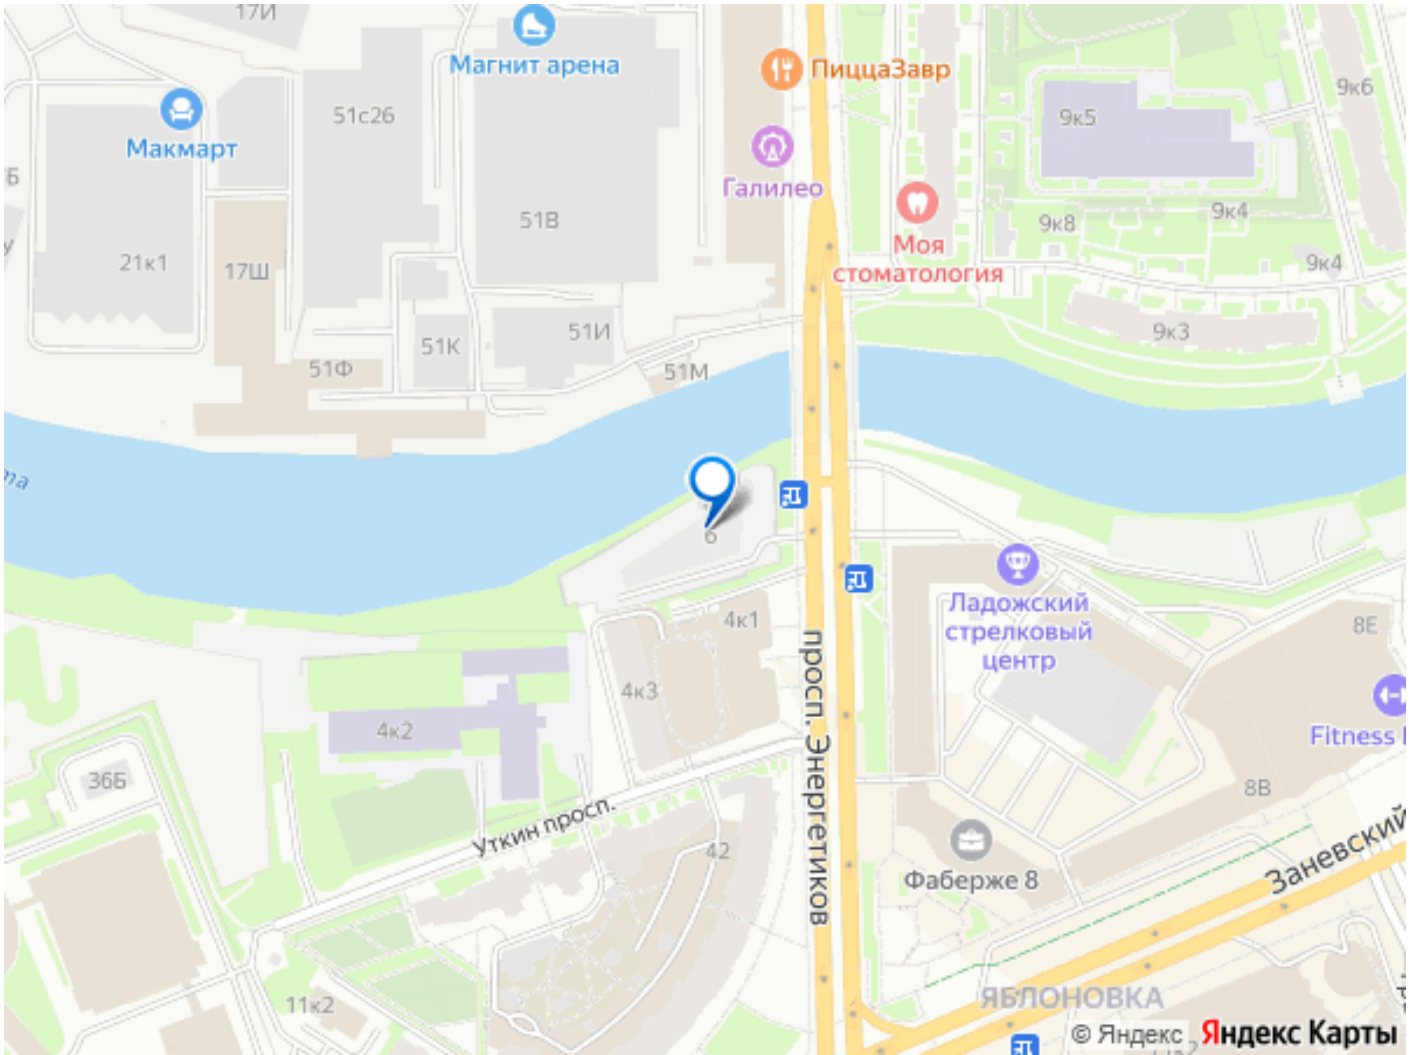 17И
Магнит арена
ПиццаЗавр
9к6
51с26
9к5
Макмарт
Галилео
51В
9к8
9к4
Моя
стоматология
21к1
17Ш
9к4
51И
9к3
51К
51Ф
51М
6
Ладожский
стрелковый
центр
4к1
8Е
4к3
просп. Энергетиков
4к2
Fitness
36Б
8В
Уткин просп.
42
Заневский
Фаберже 8
ЯБЛОНОВКА
11к2
© Яндекс
Яндекс Карты